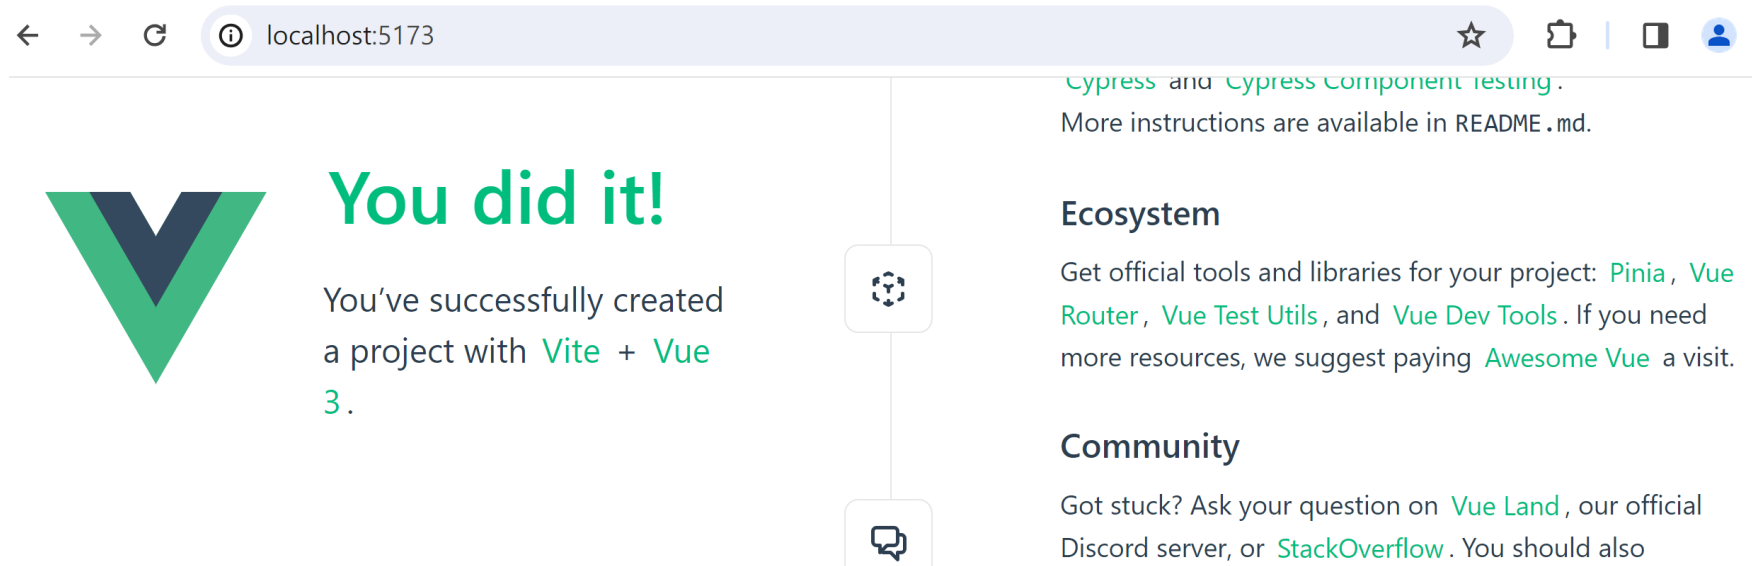 localhost:5173
You did it!
You’ve successfully created
a project with Vite + Vue
3.
Cypress and Cypress Component Testing.
More instructions are available in README.md.
Ecosystem
Get official tools and libraries for your project: Pinia, Vue
Router, Vue Test Utils, and Vue Dev Tools. If you need
more resources, we suggest paying Awesome Vue a visit.
Community
Got stuck? Ask your question on Vue Land, our official
Discord server, or StackOverflow. You should also